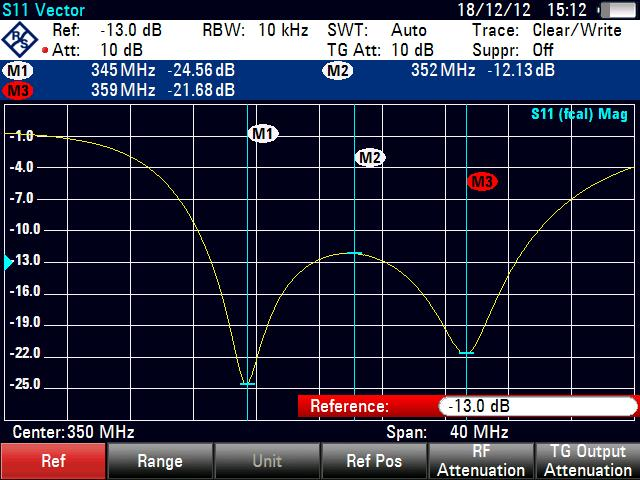 S11 Vector 18/12/12 15:12
Ref: -13.0 dB RBW: 10 kHz SWT: Auto Trace: Clear/Write
Att: 10 dB TG Att: 10 dB Suppr: Off
M1 345 MHz -24.56 dB M2 352 MHz -12.13 dB
M3 359 MHz -21.68 dB
S11 (fcal) Mag
-1.0
M1
M2
-4.0
M3
-7.0
-10.0
-13.0
-16.0
-19.0
-22.0
-25.0
Reference: -13.0 dB
Center: 350 MHz Span: 40 MHz
Ref Range Unit Ref Pos RF Attenuation TG Output Attenuation